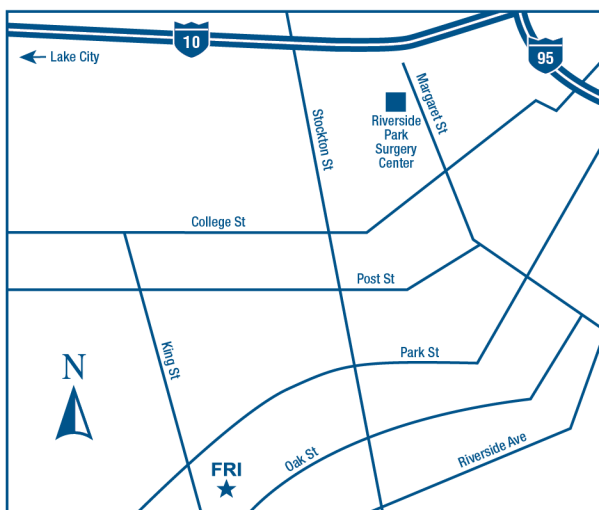 10
95
Lake City
Margaret St
Stockton St
Riverside
Park
Surgery
Center
College St
Post St
King St
Park St
N
FRI
Oak St
Riverside Ave